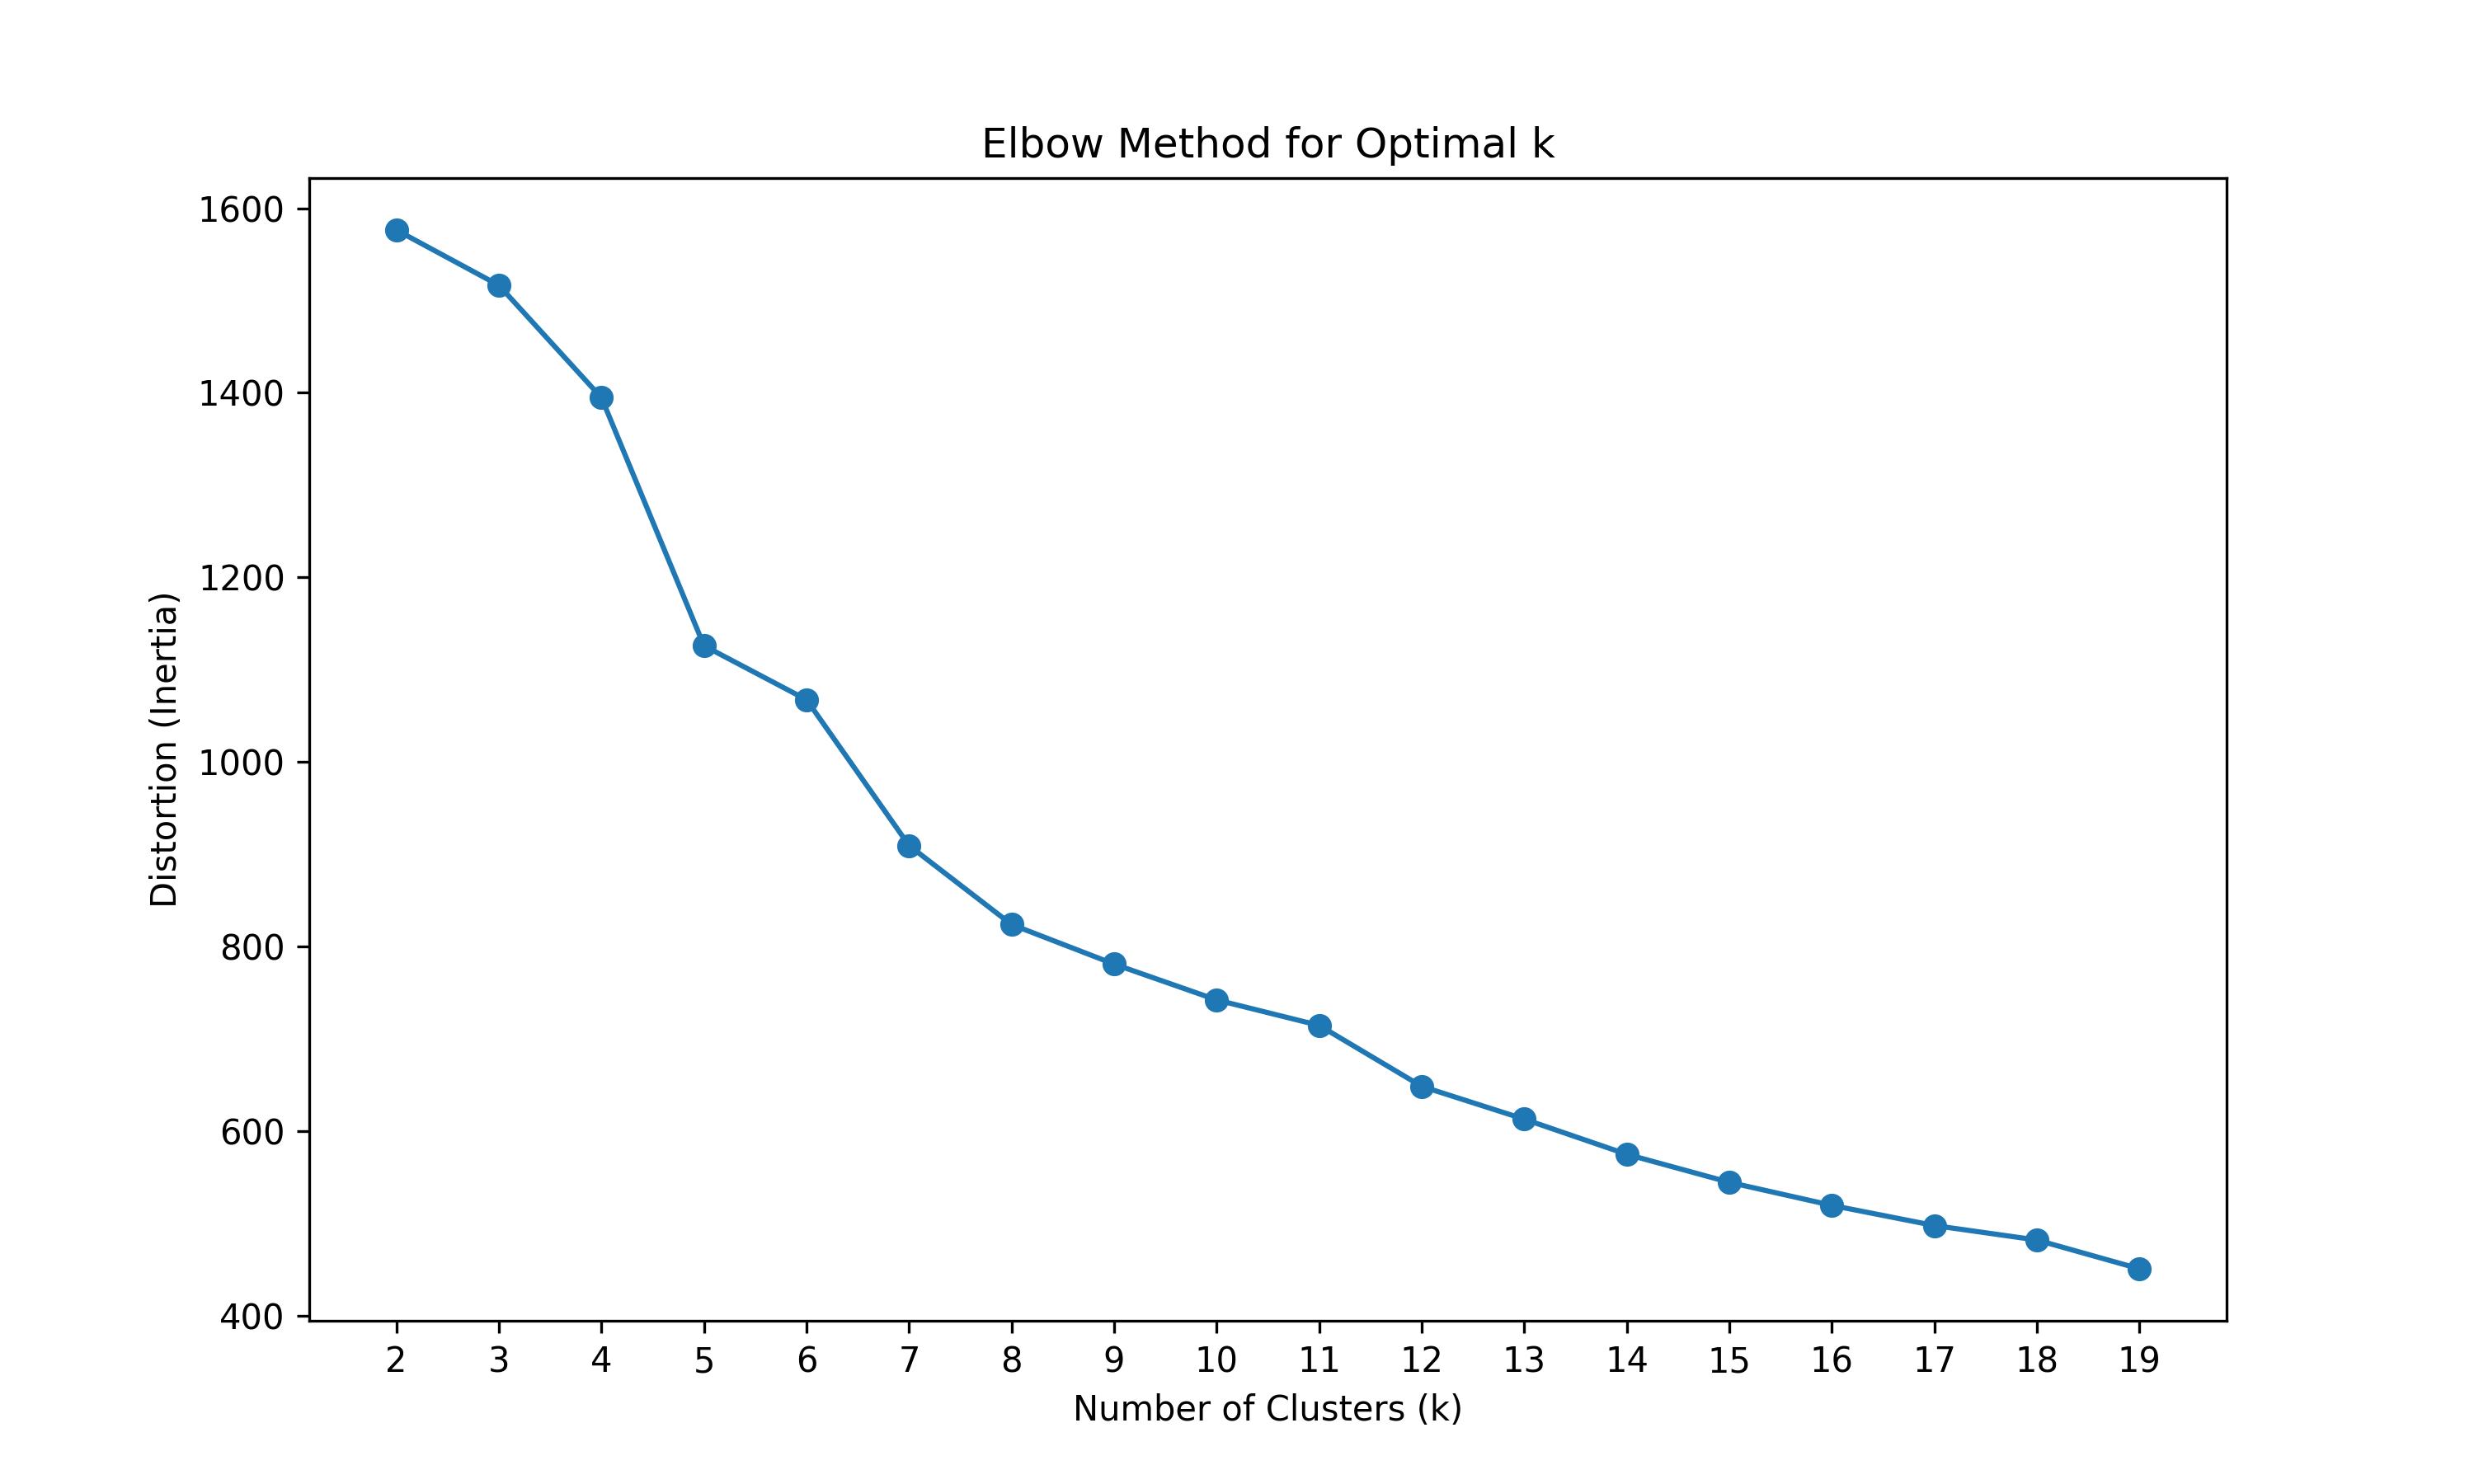 Elbow Method for Optimal k
1600
1400
1200
1000
800
600
400
Distortion (Inertia)
2 3 4 5 6 7 8 9 10 11 12 13 14 15 16 17 18 19
Number of Clusters (k)